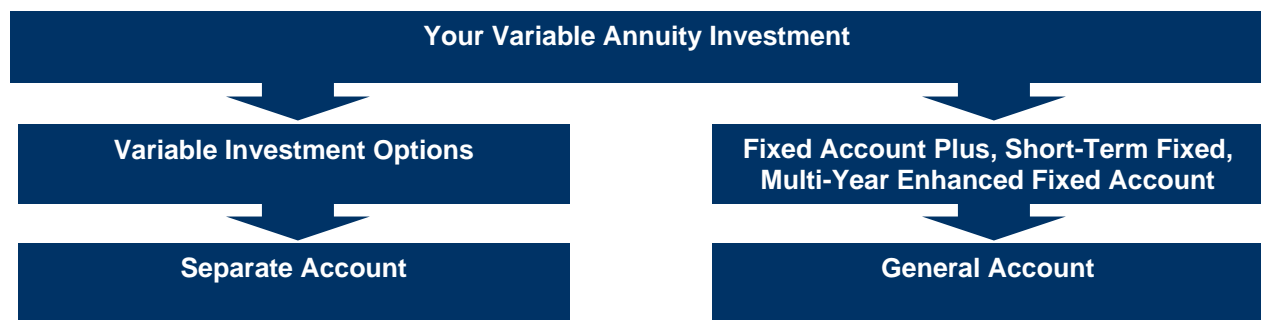 Your Variable Annuity Investment
Variable Investment Options
Fixed Account Plus, Short-Term Fixed,
Multi-Year Enhanced Fixed Account
Separate Account
General Account